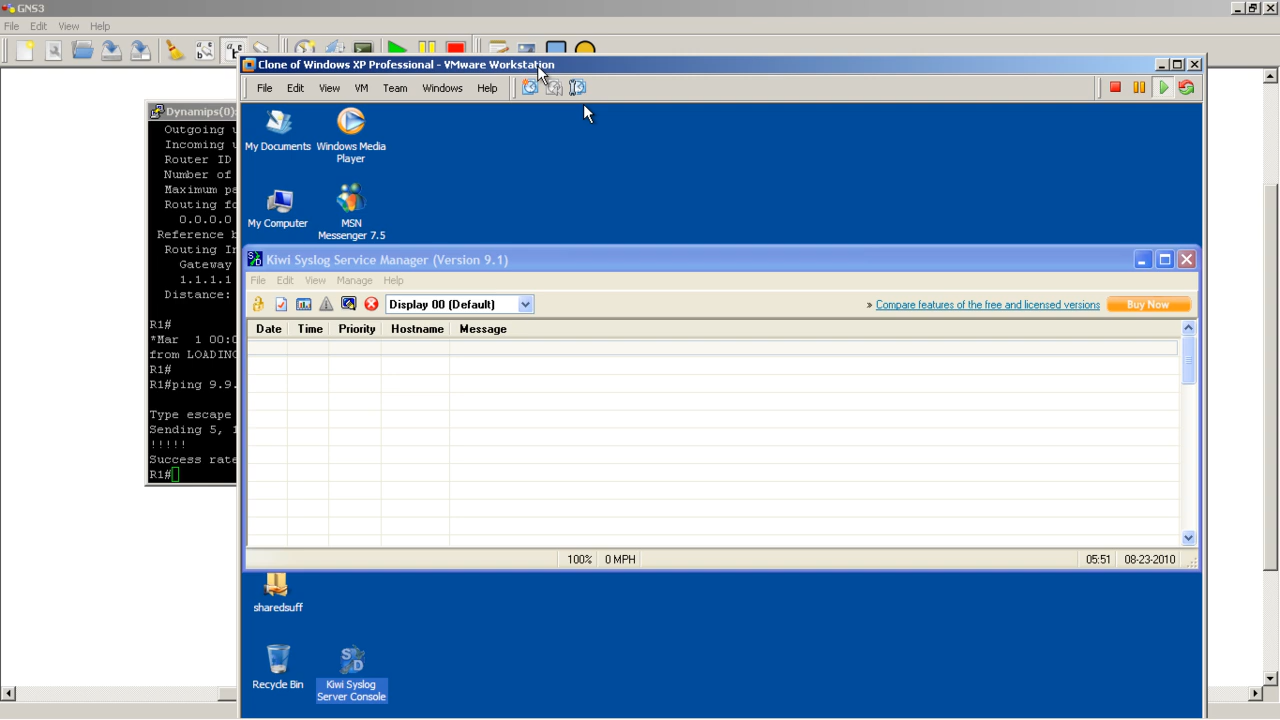 GNS3
File Edit View Help
Clone of Windows XP Professional - VMware Workstation
File Edit View VM Team Windows Help
Dynamips(0):
Outgoing u
Incoming u
Router ID
Number of
Maximum pa
Routing fo
0.0.0.0
Reference b
Routing In
Gateway
1.1.1.1
Distance:
R1#
*Mar 1 00:0
from LOADING
R1#
R1#ping 9.9.
Type escape
Sending 5, 1
!!!!!
Success rate
R1#
My Documents
Windows Media
Player
My Computer
MSN
Messenger 7.5
Kiwi Syslog Service Manager (Version 9.1)
File Edit View Manage Help
Display 00 (Default)
» Compare features of the free and licensed versions
Buy Now
Date Time Priority Hostname Message
100% 0 MPH 05:51 08-23-2010
sharedsuff
Recycle Bin
Kiwi Syslog
Server Console